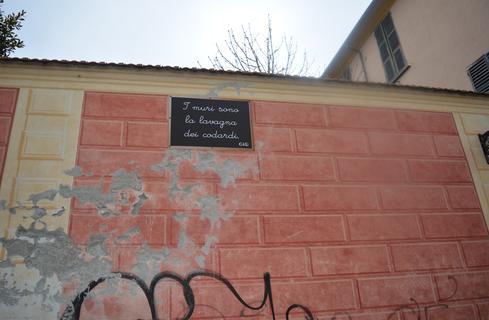 I muri sono
la lavagna
dei codardi.